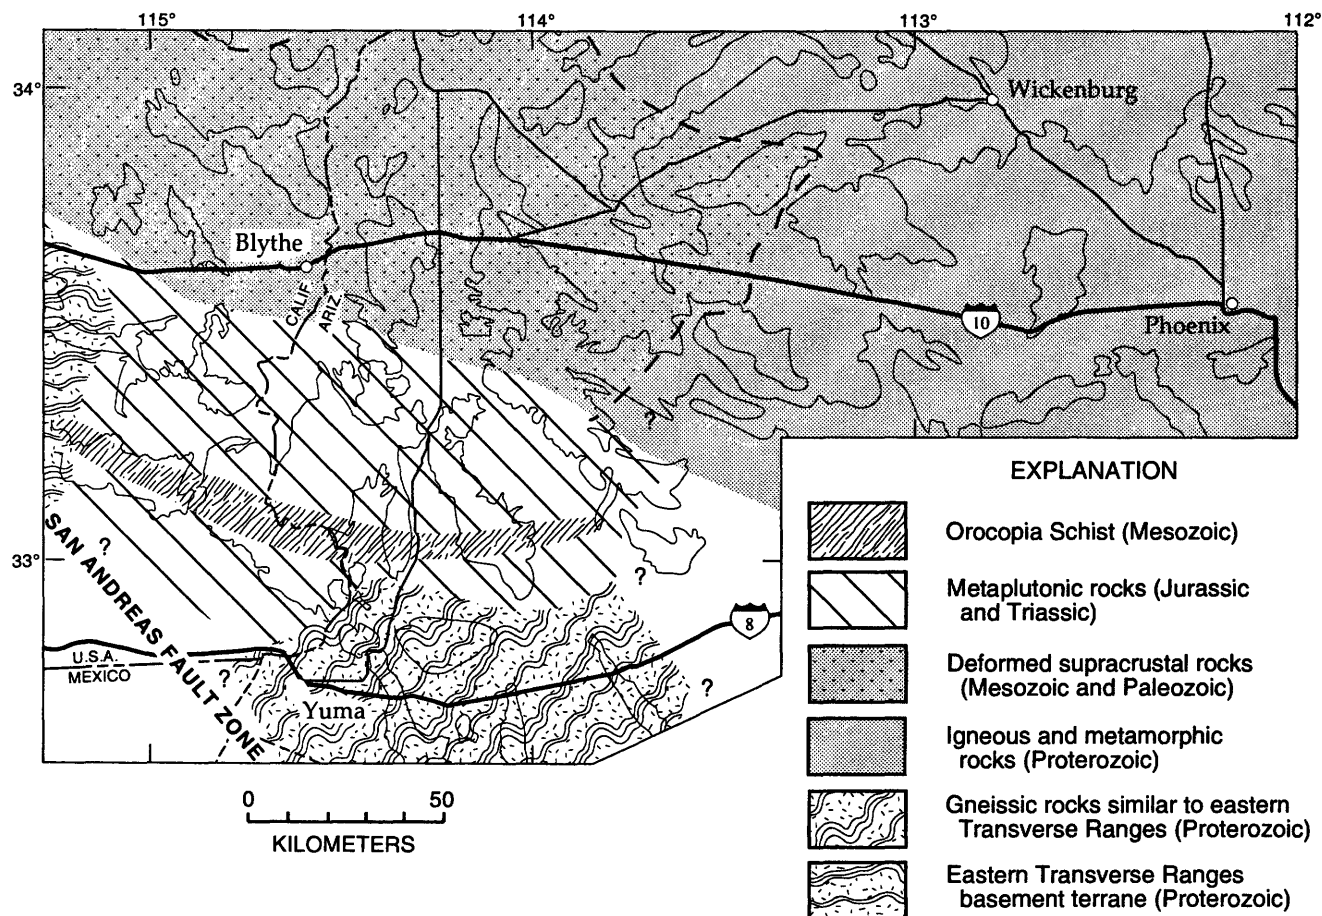 115° 114° 113° 112°
34°
Wickenburg
Blythe
CALIF.
ARIZ.
10
Phoenix
?
33°
SAN ANDREAS FAULT ZONE
?
?
8
U.S.A.
MEXICO
?
?
Yuma
0 50
KILOMETERS
EXPLANATION
Orocopia Schist (Mesozoic)
Metaplutonic rocks (Jurassic
and Triassic)
Deformed supracrustal rocks
(Mesozoic and Paleozoic)
Igneous and metamorphic
rocks (Proterozoic)
Gneissic rocks similar to eastern
Transverse Ranges (Proterozoic)
Eastern Transverse Ranges
basement terrane (Proterozoic)